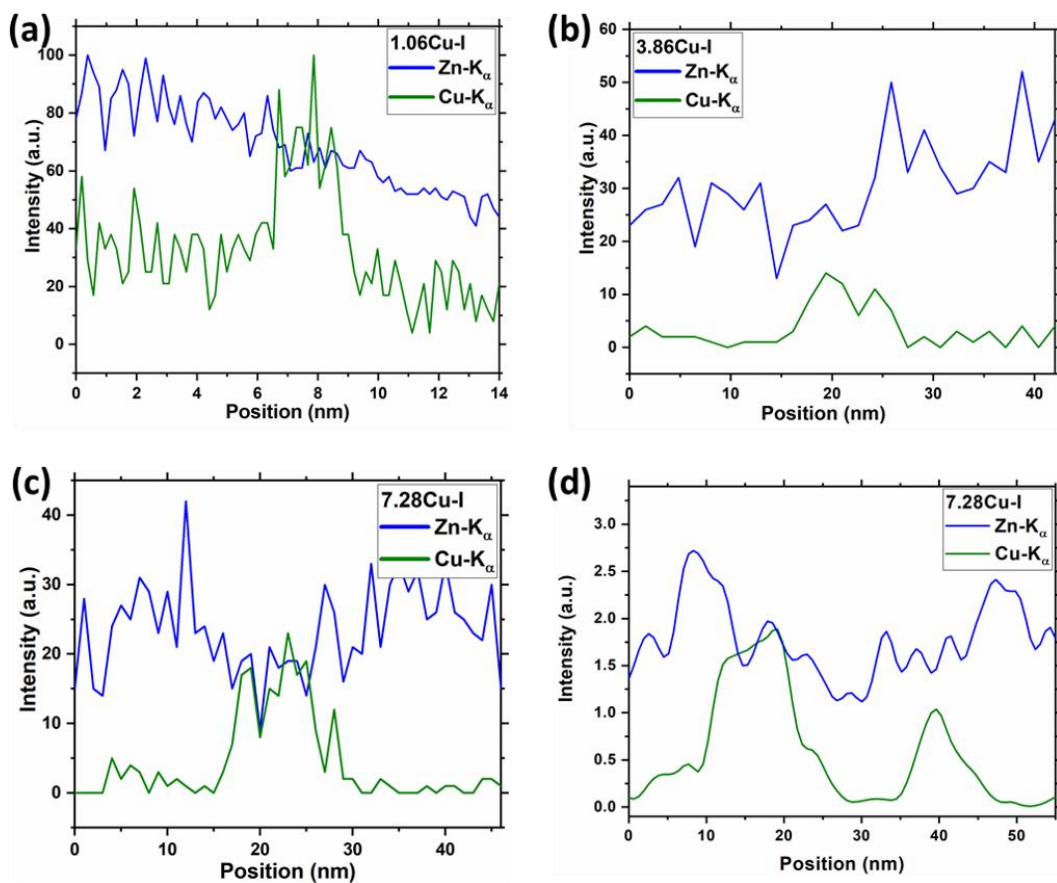 (a)
1.06Cu-I
Zn-Kα
Cu-Kα
Intensity (a.u.)
100
80
60
40
20
0
0 2 4 6 8 10 12 14
Position (nm)
(b)
3.86Cu-I
Zn-Kα
Cu-Kα
Intensity (a.u.)
60
50
40
30
20
10
0
0 10 20 30 40
Position (nm)
(c)
7.28Cu-I
Zn-Kα
Cu-Kα
Intensity (a.u.)
40
30
20
10
0
0 10 20 30 40
Position (nm)
(d)
7.28Cu-I
Zn-Kα
Cu-Kα
Intensity (a.u.)
3.0
2.5
2.0
1.5
1.0
0.5
0.0
0 10 20 30 40 50
Position (nm)